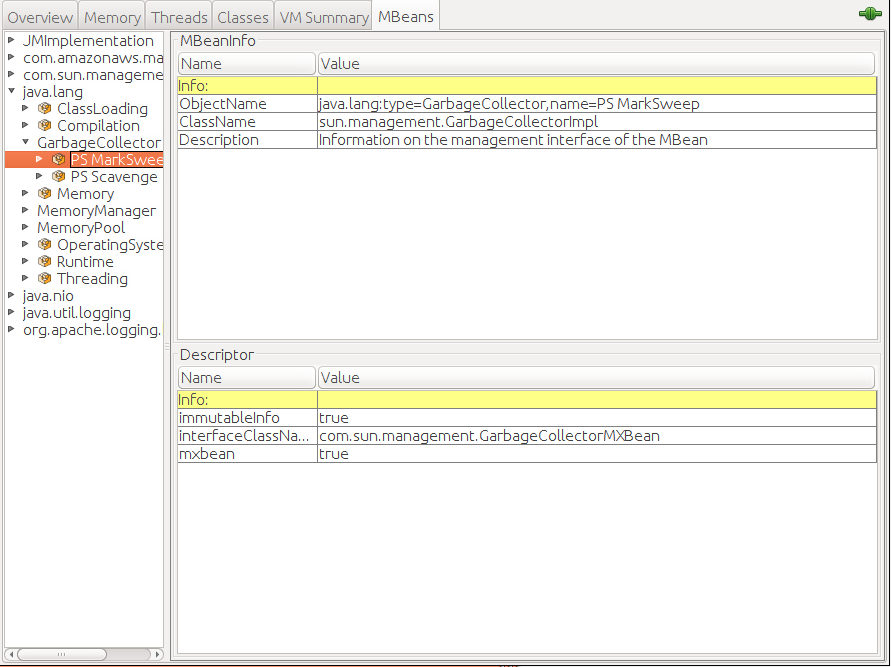 Overview Memory Threads Classes VM Summary MBeans
JMImplementation
com.amazonaws.ma
com.sun.manageme
java.lang
ClassLoading
Compilation
GarbageCollector
PS MarkSwee
PS Scavenge
Memory
MemoryManager
MemoryPool
OperatingSyste
Runtime
Threading
java.nio
java.util.logging
org.apache.logging.
MBeanInfo
Name Value
Info:
ObjectName java.lang:type=GarbageCollector,name=PS MarkSweep
ClassName sun.management.GarbageCollectorImpl
Description Information on the management interface of the MBean
Descriptor
Name Value
Info:
immutableInfo true
interfaceClassNa... com.sun.management.GarbageCollectorMXBean
mxbean true